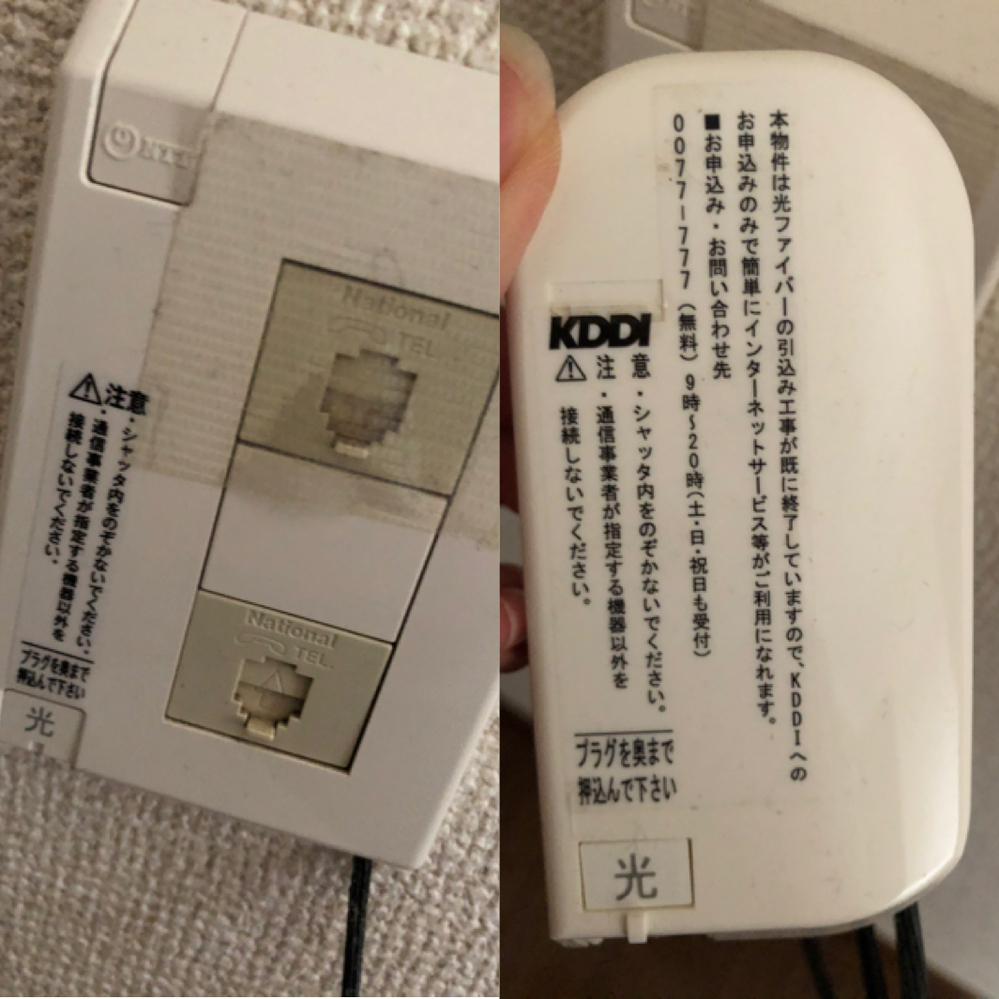 NTT
National
TEL
National
TEL.
⚠注意
・シャッタ内をのぞかないでください。
・通信事業者が指定する機器以外を
接続しないでください。
プラグを奥まで
押込んで下さい
光
本物件は光ファイバーの引込み工事が既に終了していますので、KDDIへの
お申込みのみで簡単にインターネットサービス等がご利用になれます。
■お申込み・お問い合わせ先
0077-777(無料)9時~20時(土・日・祝日も受付)
KDDI
⚠注 意
・シャッタ内をのぞかないでください。
・通信事業者が指定する機器以外を
接続しないでください。
プラグを奥まで
押込んで下さい
光